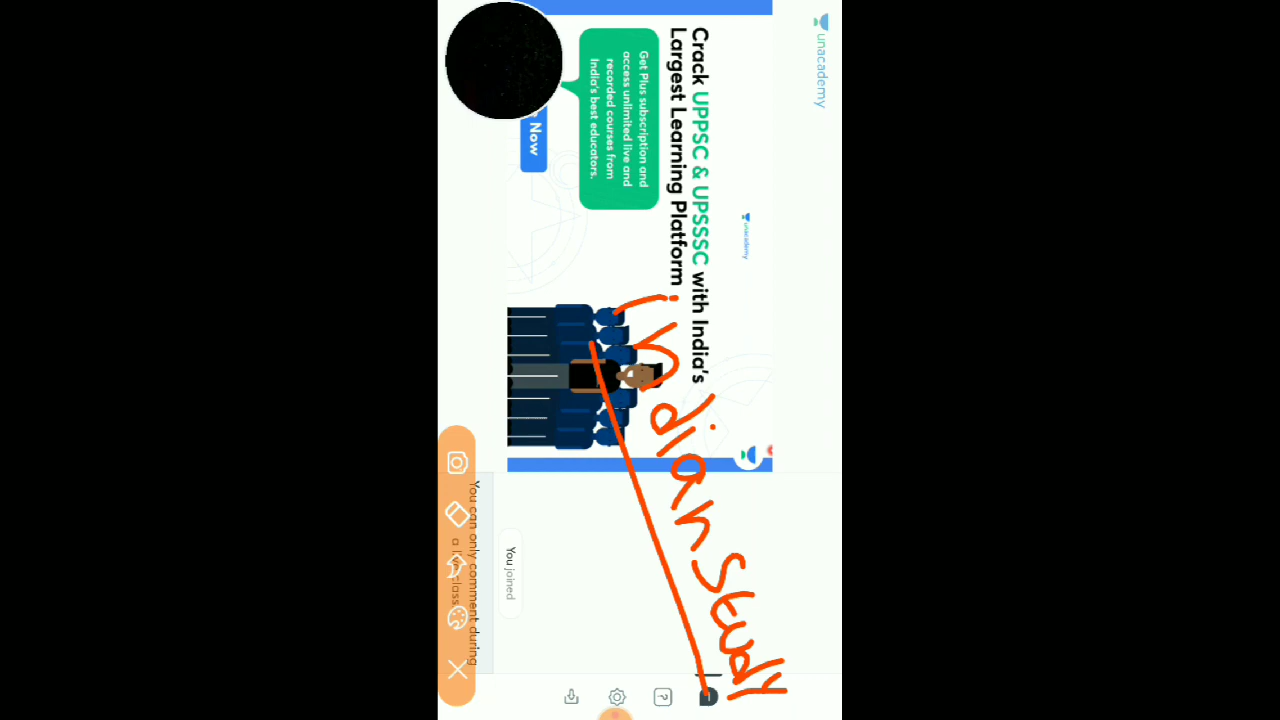 unacademy
unacademy
Crack UPPSC & UPSSSC with India's
Largest Learning Platform
Get Plus subscription and
access unlimited live and
recorded courses from
India's best educators.
Now
indian study
You joined
You can only comment during
a class
?